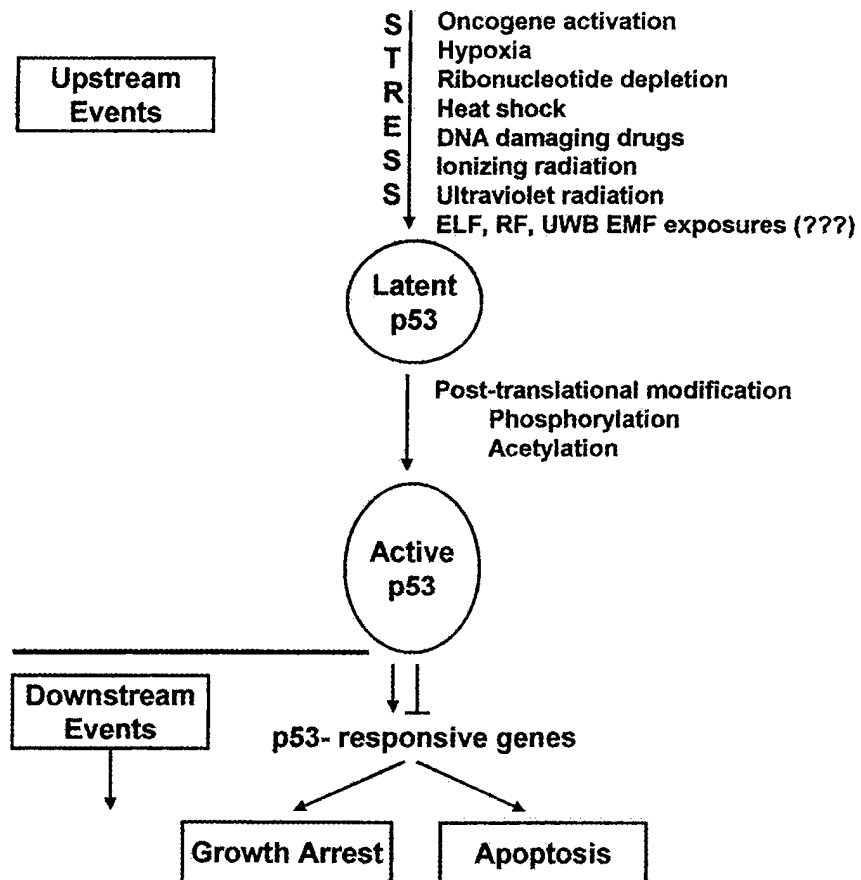 STRESS
Oncogene activation
Hypoxia
Ribonucleotide depletion
Heat shock
DNA damaging drugs
Ionizing radiation
Ultraviolet radiation
ELF, RF, UWB EMF exposures (???)
Upstream
Events
Latent
p53
Post-translational modification
Phosphorylation
Acetylation
Active
p53
Downstream
Events
p53- responsive genes
Growth Arrest
Apoptosis